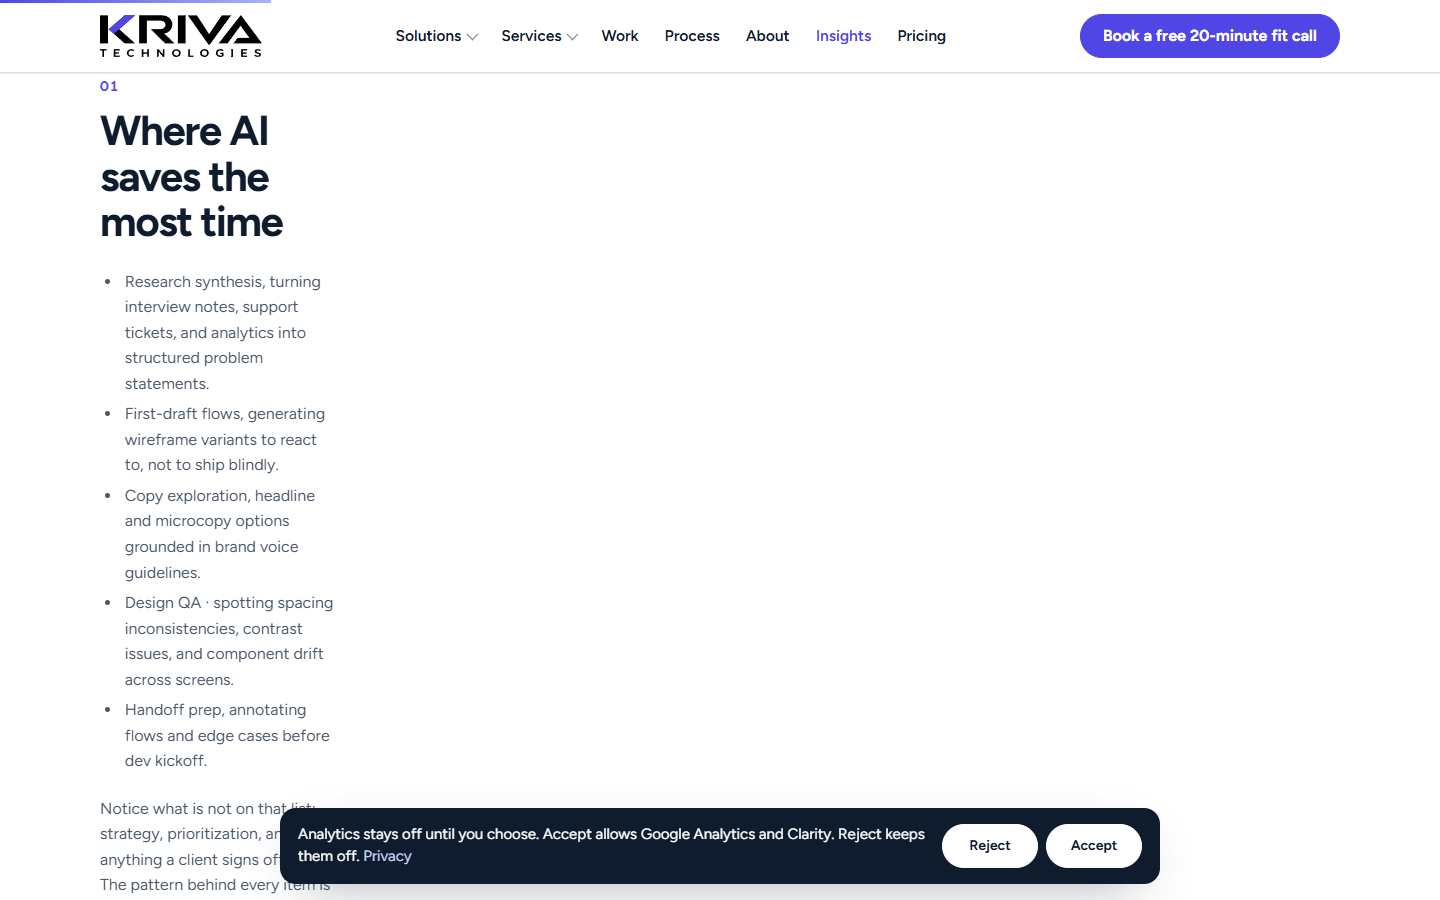 KRIVA
TECHNOLOGIES
Solutions
Services
Work
Process
About
Insights
Pricing
Book a free 20-minute fit call
01
Where AI
saves the
most time
Research synthesis, turning
interview notes, support
tickets, and analytics into
structured problem
statements.
First-draft flows, generating
wireframe variants to react
to, not to ship blindly.
Copy exploration, headline
and microcopy options
grounded in brand voice
guidelines.
Design QA · spotting spacing
inconsistencies, contrast
issues, and component drift
across screens.
Handoff prep, annotating
flows and edge cases before
dev kickoff.
Notice what is not on that list:
strategy, prioritization,
anything a client signs
The pattern behind every item is
Analytics stays off until you choose. Accept allows Google Analytics and Clarity. Reject keeps
them off. Privacy
Reject
Accept